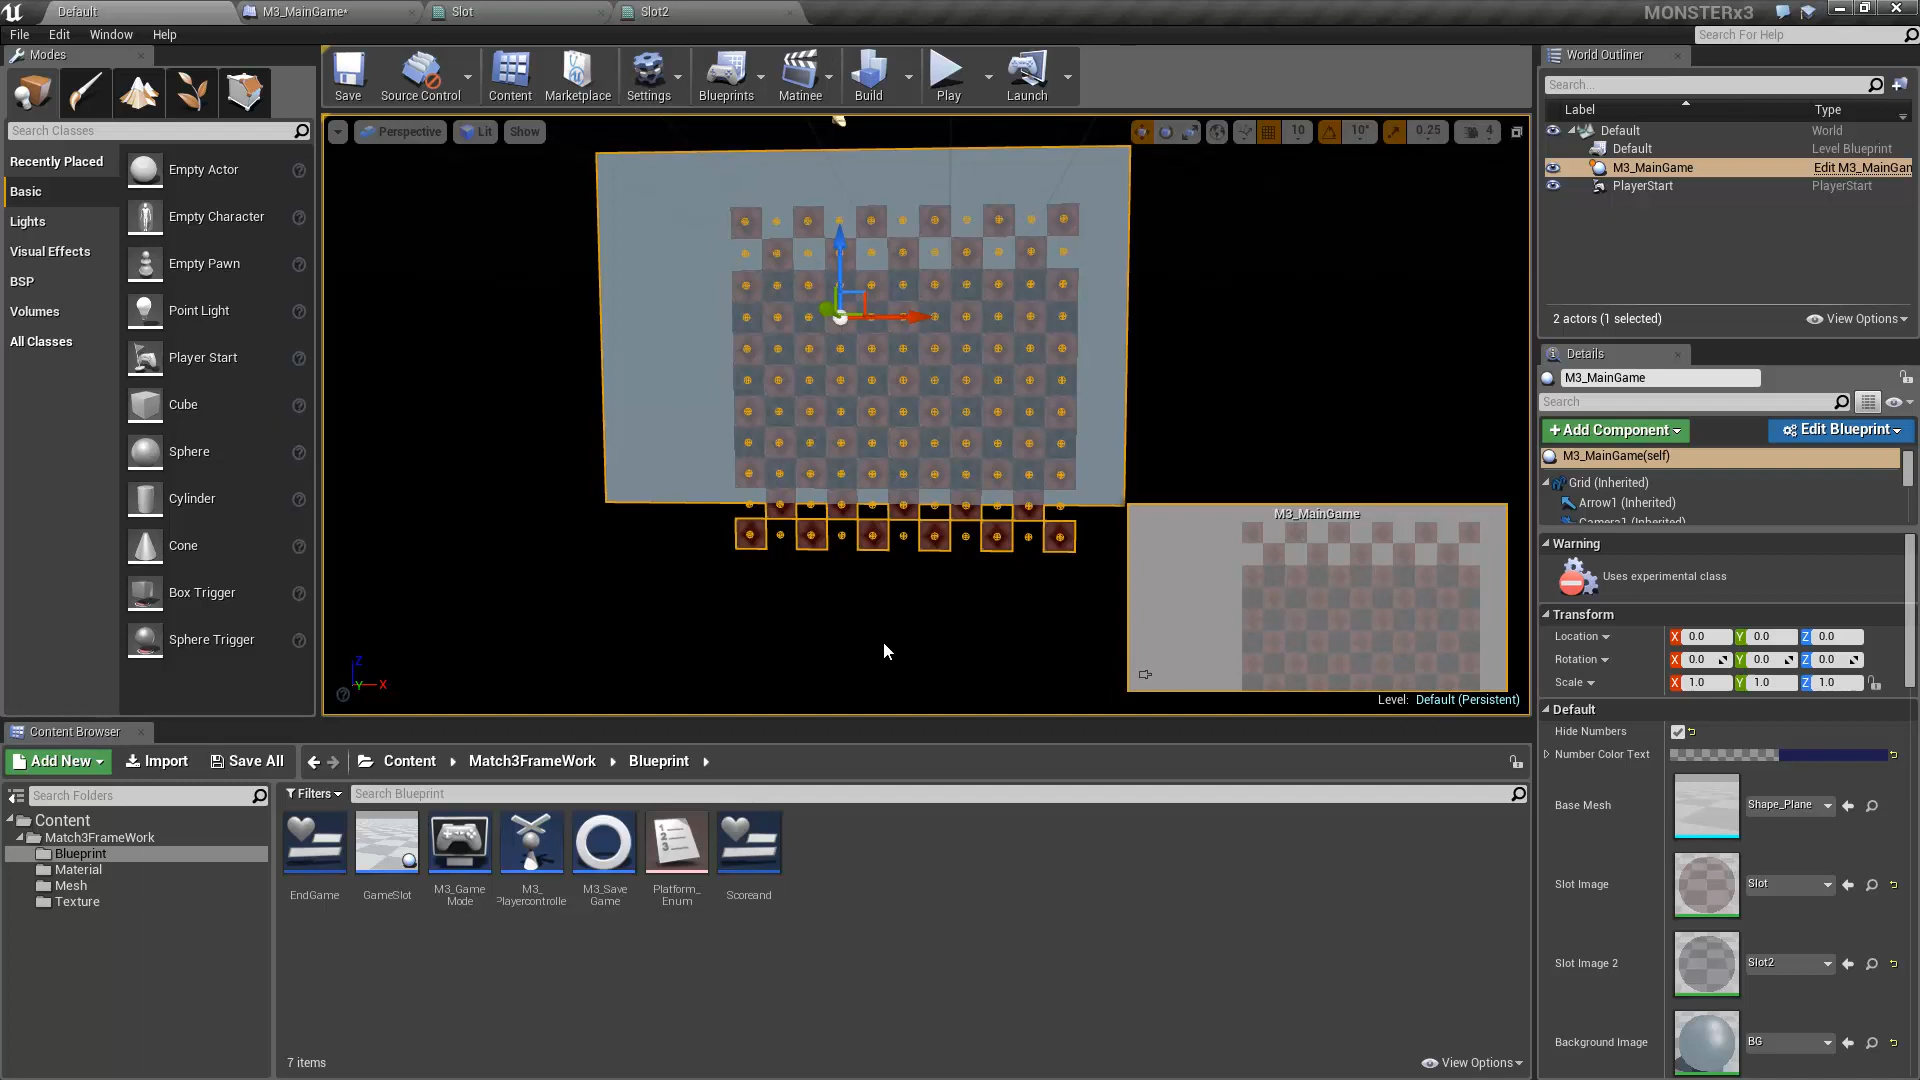 Default
M3_MainGame*
Slot
Slot2
MONSTERx3
File
Edit
Window
Help
Search For Help
Modes
Search Classes
Recently Placed
Basic
Lights
Visual Effects
BSP
Volumes
All Classes
Empty Actor
Empty Character
Empty Pawn
Point Light
Player Start
Cube
Sphere
Cylinder
Cone
Box Trigger
Sphere Trigger
Save
Source Control
Content
Marketplace
Settings
Blueprints
Matinee
Build
Play
Launch
Perspective
Lit
Show
10
10°
0.25
4
Z
Y
X
M3_MainGame
Level: Default (Persistent)
World Outliner
Search...
Label
Type
Default
World
Default
Level Blueprint
M3_MainGame
Edit M3_MainGan
PlayerStart
PlayerStart
2 actors (1 selected)
View Options
Details
M3_MainGame
Search
+Add Component
Edit Blueprint
M3_MainGame(self)
Grid (Inherited)
Arrow1 (Inherited)
Camera1 (Inherited)
Warning
Uses experimental class
Transform
Location
X 0.0 Y 0.0 Z 0.0
Rotation
X 0.0 Y 0.0 Z 0.0
Scale
X 1.0 Y 1.0 Z 1.0
Default
Hide Numbers
Number Color Text
Base Mesh
Shape_Plane
Slot Image
Slot
Slot Image 2
Slot2
Background Image
BG
Content Browser
Add New
Import
Save All
Content
Match3FrameWork
Blueprint
Search Folders
Filters
Search Blueprint
Content
Match3FrameWork
Blueprint
Material
Mesh
Texture
EndGame
GameSlot
M3_Game
Mode
M3_
Playercontrolle
M3_Save
Game
Platform_
Enum
Scoreand
7 items
View Options